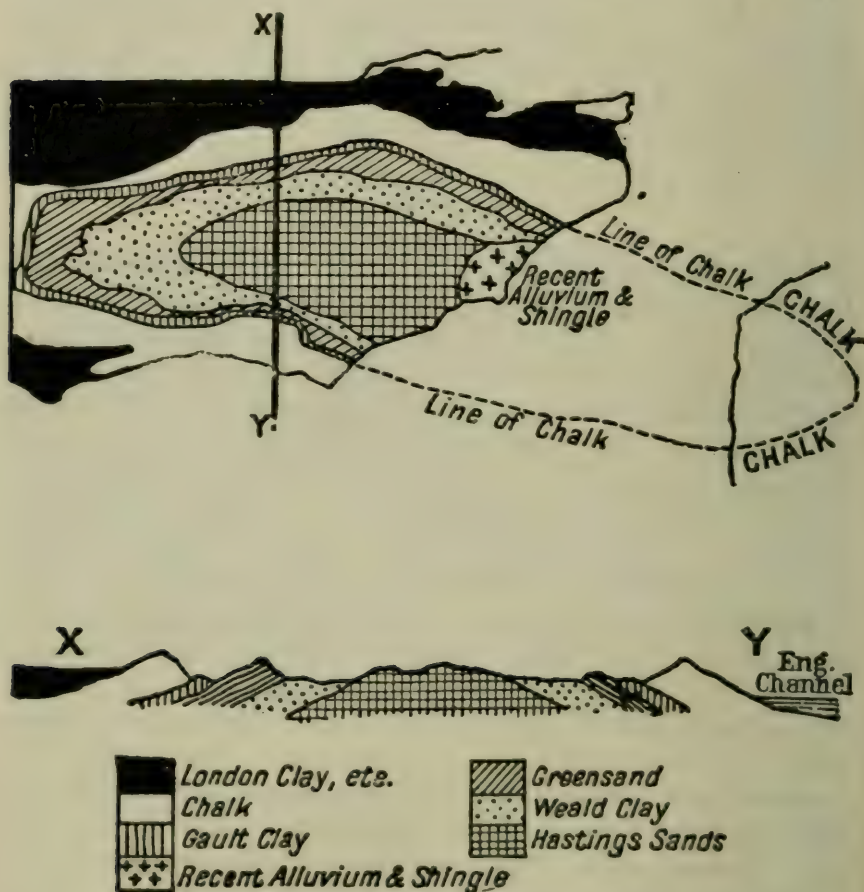 X
Line of Chalk
CHALK
Recent
Alluvium &
Shingle
Line of Chalk
CHALK
Y
X
Y
Eng.
Channel
London Clay, etc.
Greensand
Chalk
Weald Clay
Gault Clay
Hastings Sands
Recent Alluvium & Shingle